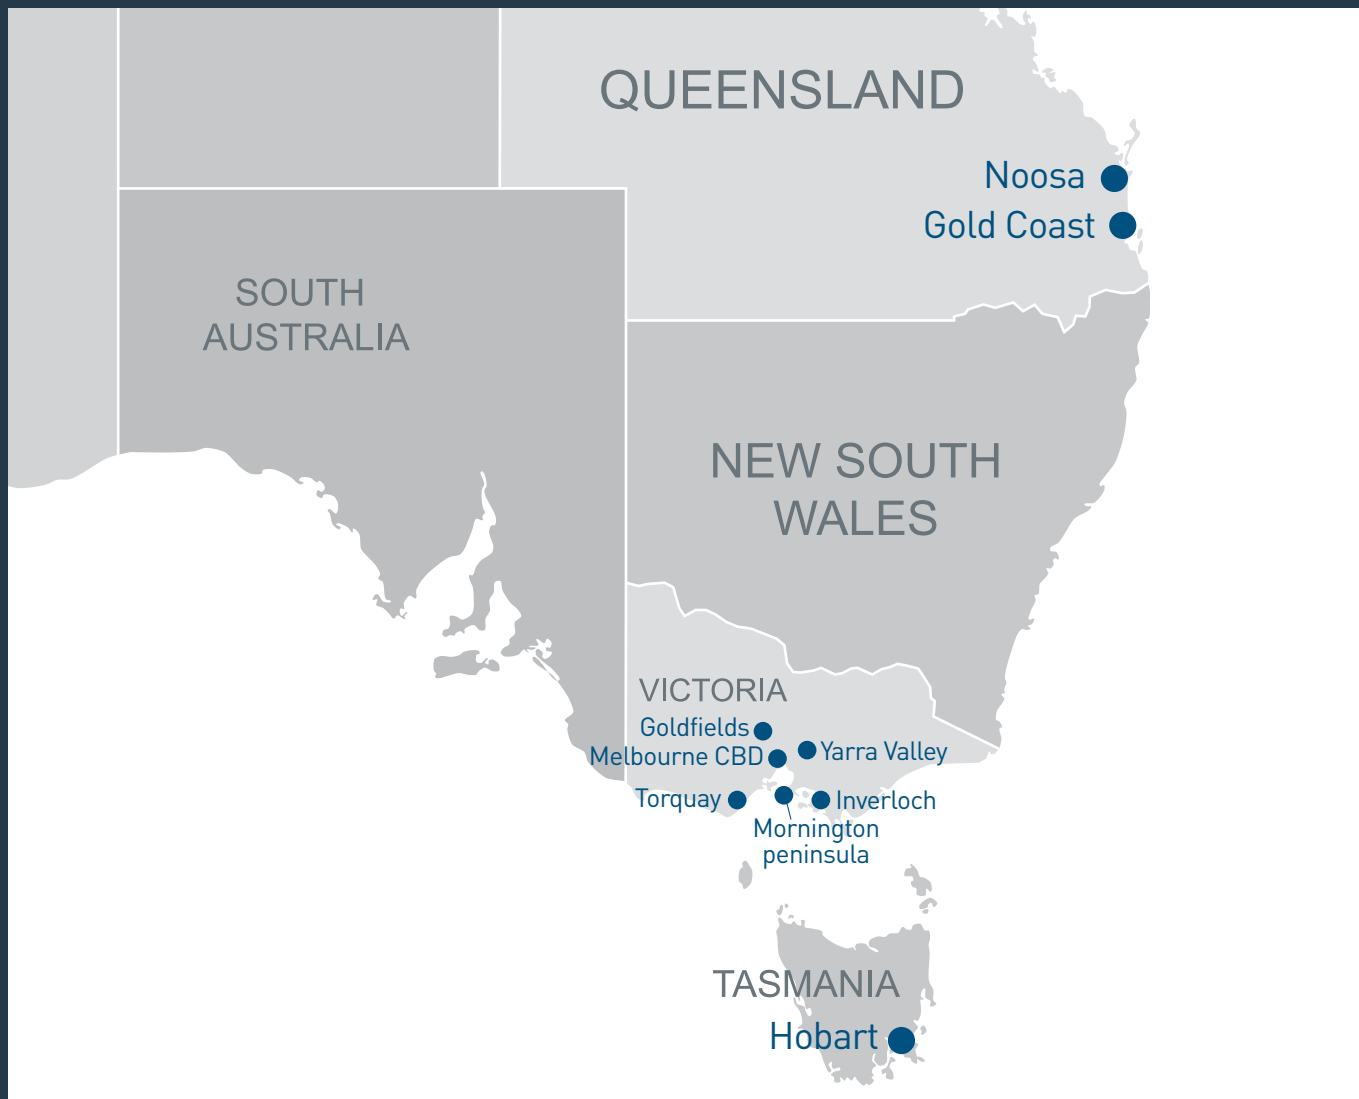 QUEENSLAND
Noosa
Gold Coast
SOUTH
AUSTRALIA
NEW SOUTH
WALES
VICTORIA
Goldfields
Melbourne CBD
Yarra Valley
Torquay
Inverloch
Mornington
peninsula
TASMANIA
Hobart